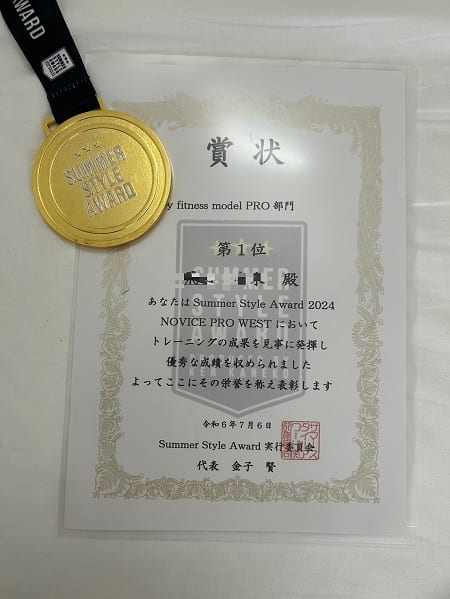 AWARD
SUMMER
STYLE
AWARD
賞状
y fitness model PRO 部門
第1位
泉 殿
SUMMER
STYLE
AWARD
あなたは Summer Style Award 2024
NOVICE PRO WEST において
トレーニングの成果を見事に発揮し
優秀な成績を収められました
よってここにその栄誉を称え表彰します
令和6年7月6日
Summer Style Award 実行委員会
代表 金子 賢